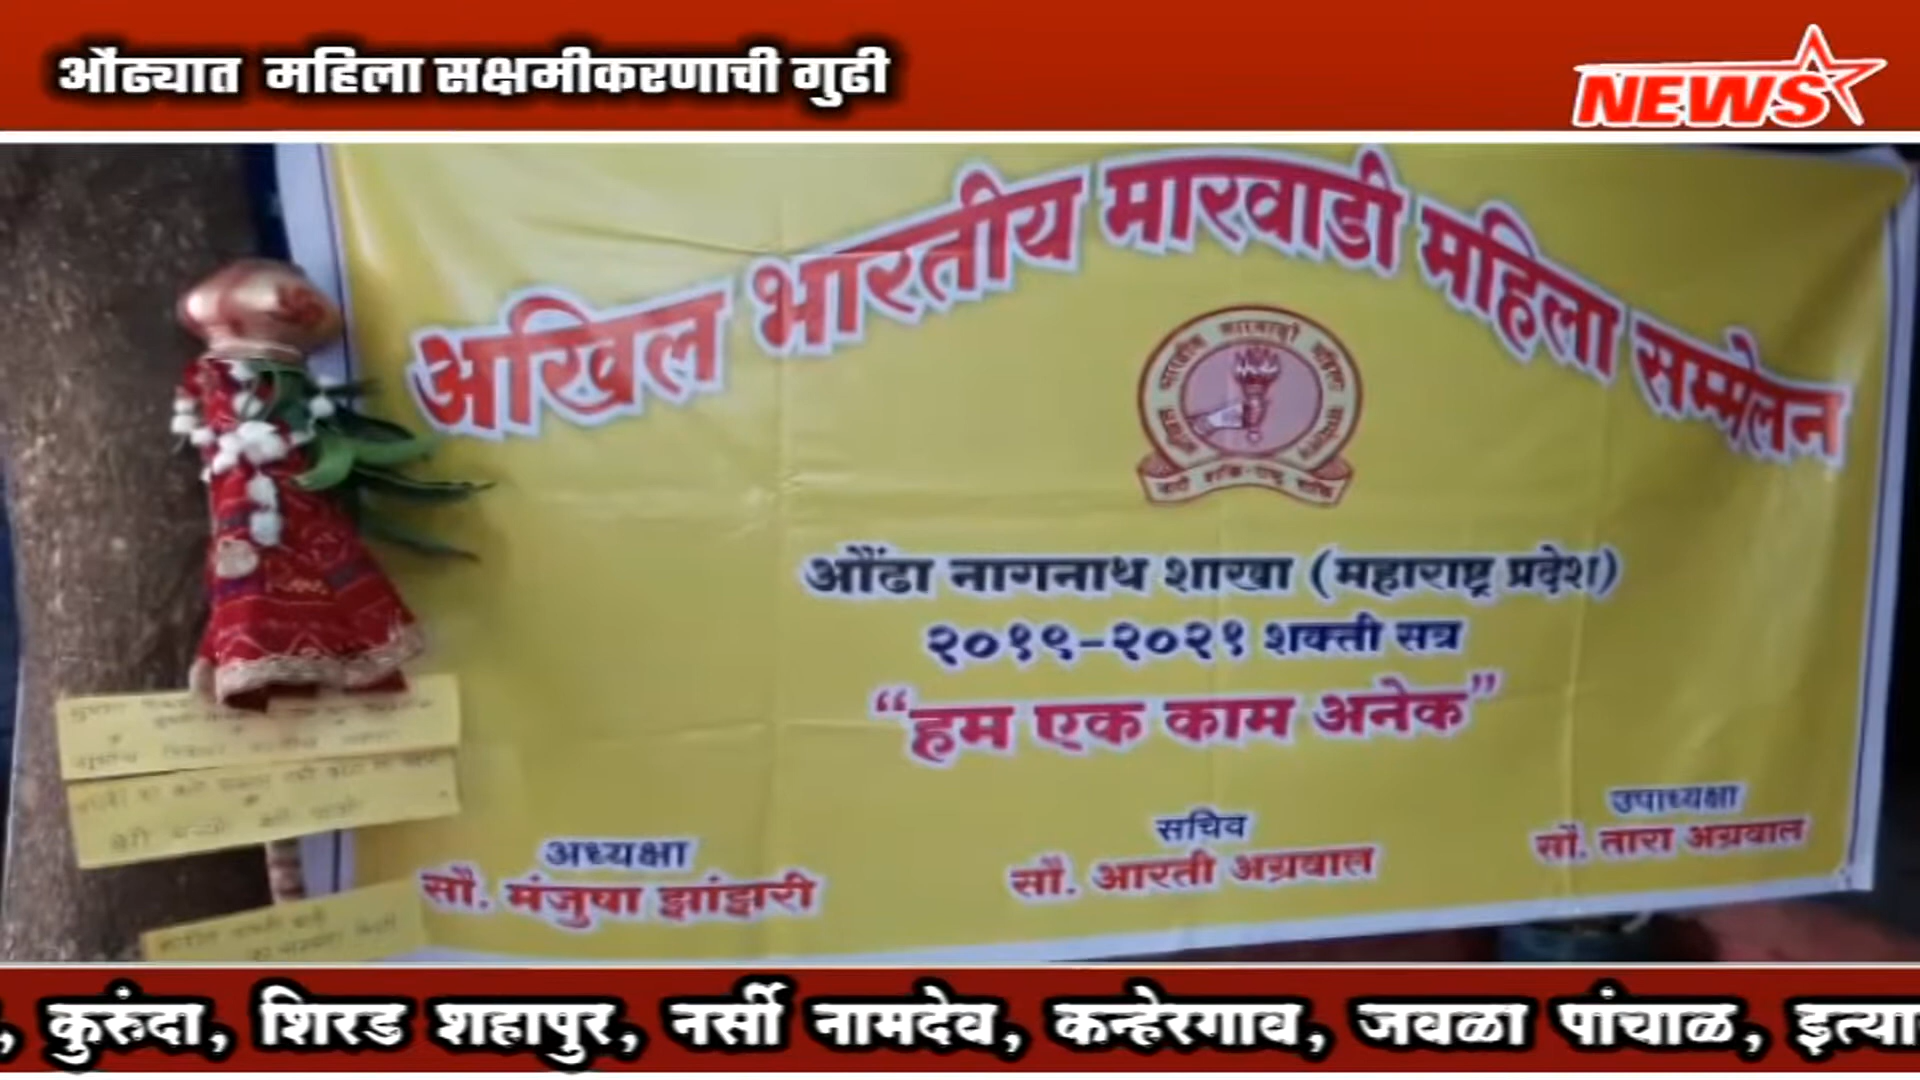 औंढ्यात महिला सक्षमीकरणाची गुढी
NEWS
अखिल भारतीय मारवाडी महिला सम्मेलन
औंढा नागनाथ शाखा (महाराष्ट्र प्रदेश)
२०१९-२०२१ शक्ती सत्र
“हम एक काम अनेक”
अध्यक्षा
सौ. मंजुषा झांझरी
सचिव
सौ. आरती अग्रवाल
उपाध्यक्षा
सौ. तारा अग्रवाल
, कुरुंदा, शिरड शहापुर, नर्सी नामदेव, कन्हेरगाव, जवळा पांचाळ, इत्या